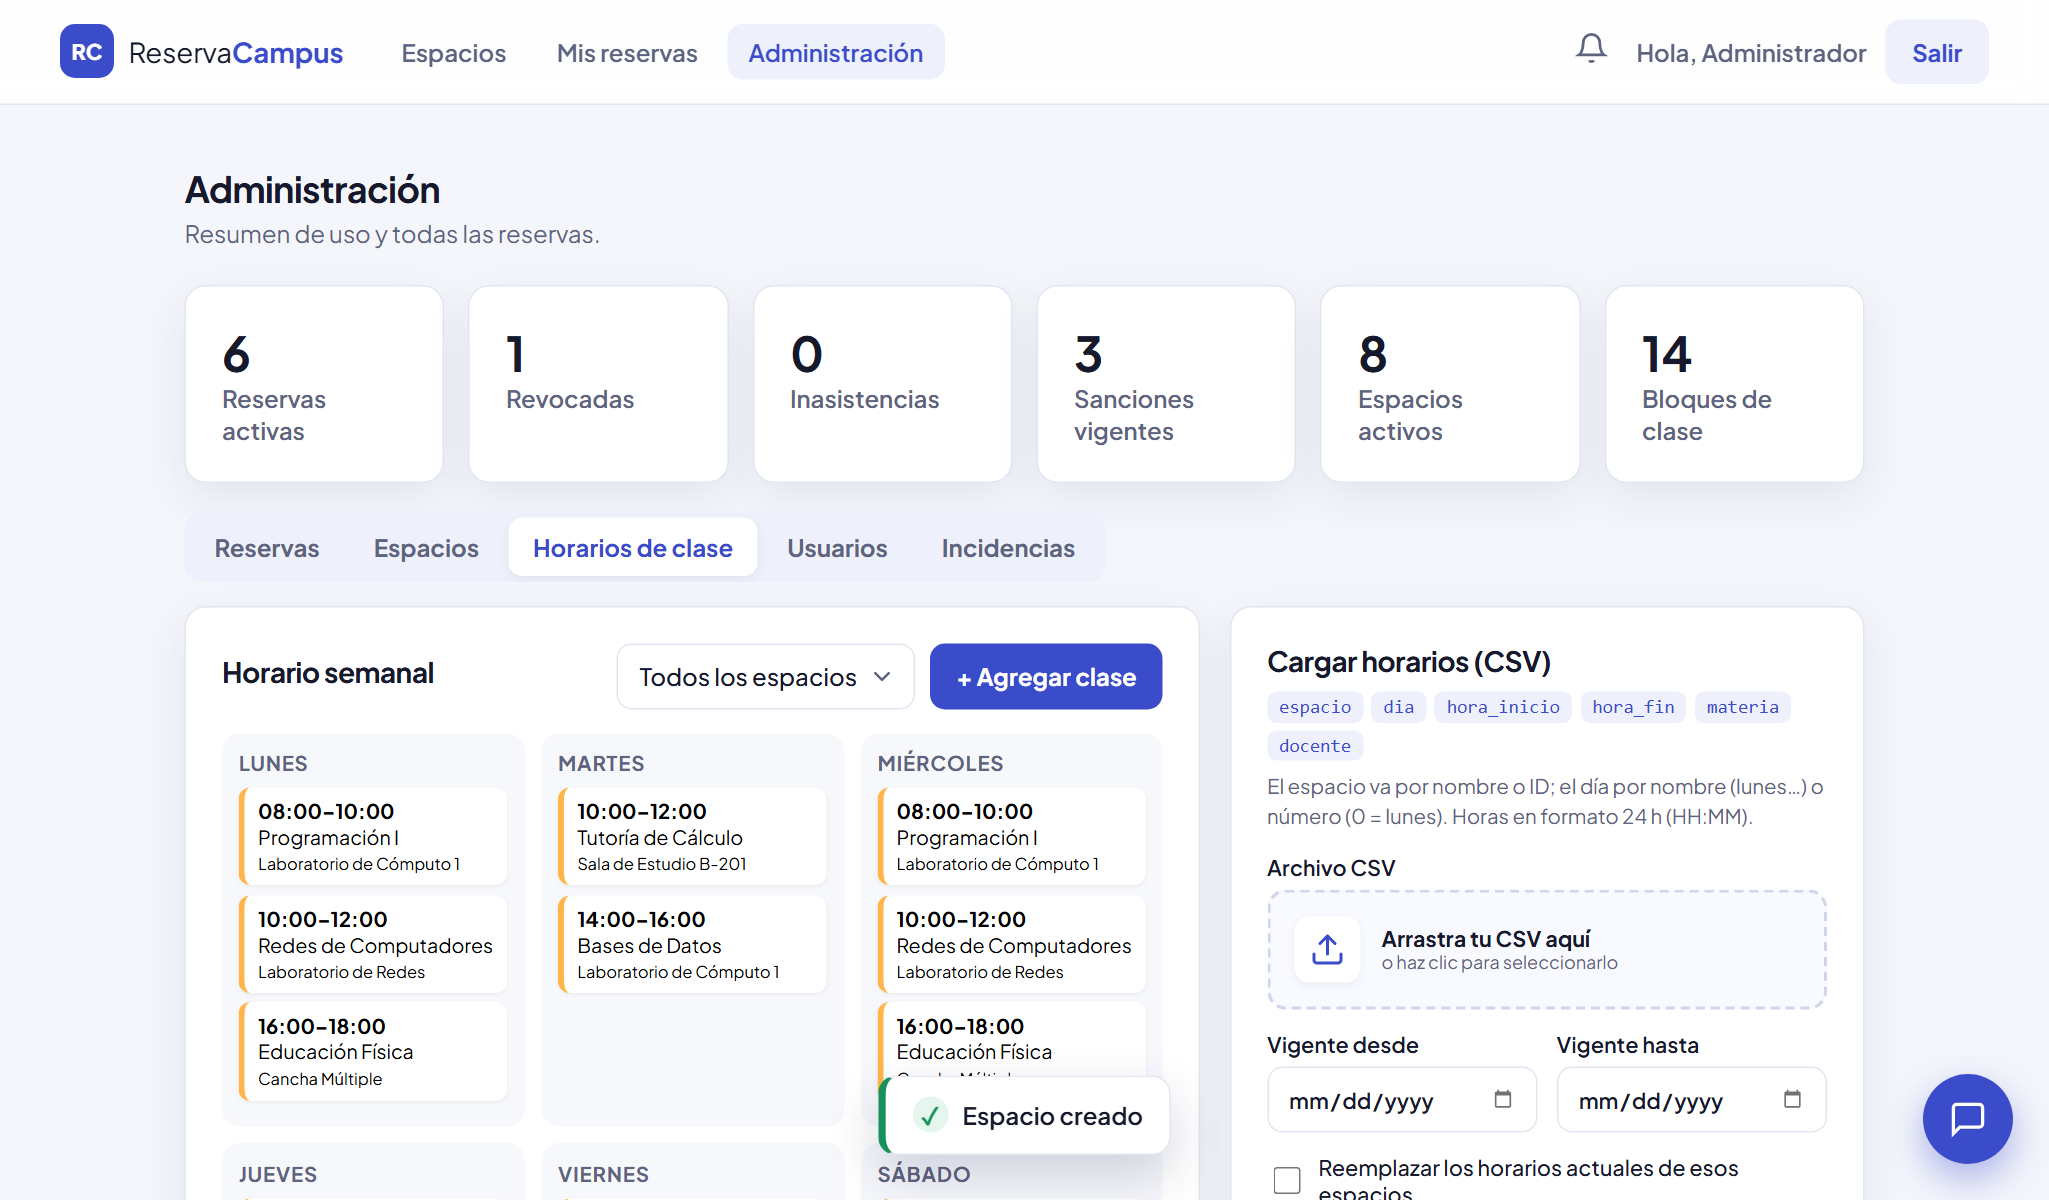 RC ReservaCampus Espacios Mis reservas Administración Hola, Administrador Salir
Administración
Resumen de uso y todas las reservas.
6
Reservas
activas
1
Revocadas
0
Inasistencias
3
Sanciones
vigentes
8
Espacios
activos
14
Bloques de
clase
Reservas Espacios Horarios de clase Usuarios Incidencias
Horario semanal Todos los espacios + Agregar clase
LUNES
08:00–10:00
Programación I
Laboratorio de Cómputo 1
10:00–12:00
Redes de Computadores
Laboratorio de Redes
16:00–18:00
Educación Física
Cancha Múltiple
MARTES
10:00–12:00
Tutoría de Cálculo
Sala de Estudio B-201
14:00–16:00
Bases de Datos
Laboratorio de Cómputo 1
MIÉRCOLES
08:00–10:00
Programación I
Laboratorio de Cómputo 1
10:00–12:00
Redes de Computadores
Laboratorio de Redes
16:00–18:00
Educación Física
Espacio creado
JUEVES
VIERNES
SÁBADO
Cargar horarios (CSV)
espacio dia hora_inicio hora_fin materia
docente
El espacio va por nombre o ID; el día por nombre (lunes…) o
número (0 = lunes). Horas en formato 24 h (HH:MM).
Archivo CSV
Arrastra tu CSV aquí
o haz clic para seleccionarlo
Vigente desde
mm/dd/yyyy
Vigente hasta
mm/dd/yyyy
Reemplazar los horarios actuales de esos
espacios